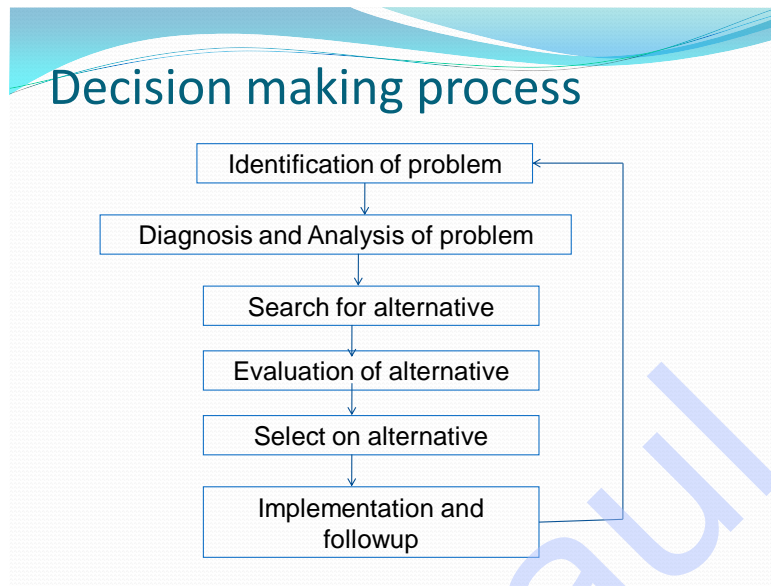 Decision making process
Identification of problem
Diagnosis and Analysis of problem
Search for alternative
Evaluation of alternative
Select on alternative
Implementation and
followup
aul